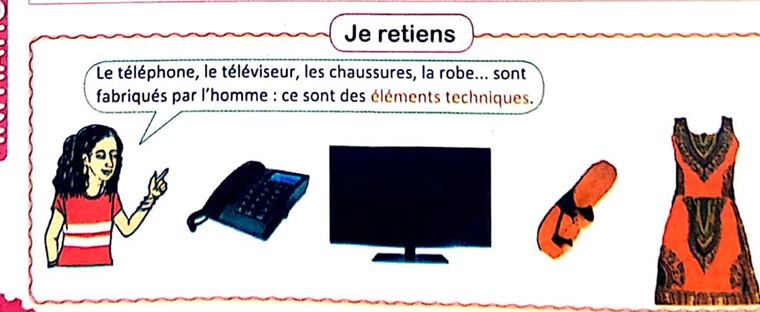 Je retiens
Le téléphone, le téléviseur, les chaussures, la robe... sont
fabriqués par l'homme : ce sont des éléments techniques.